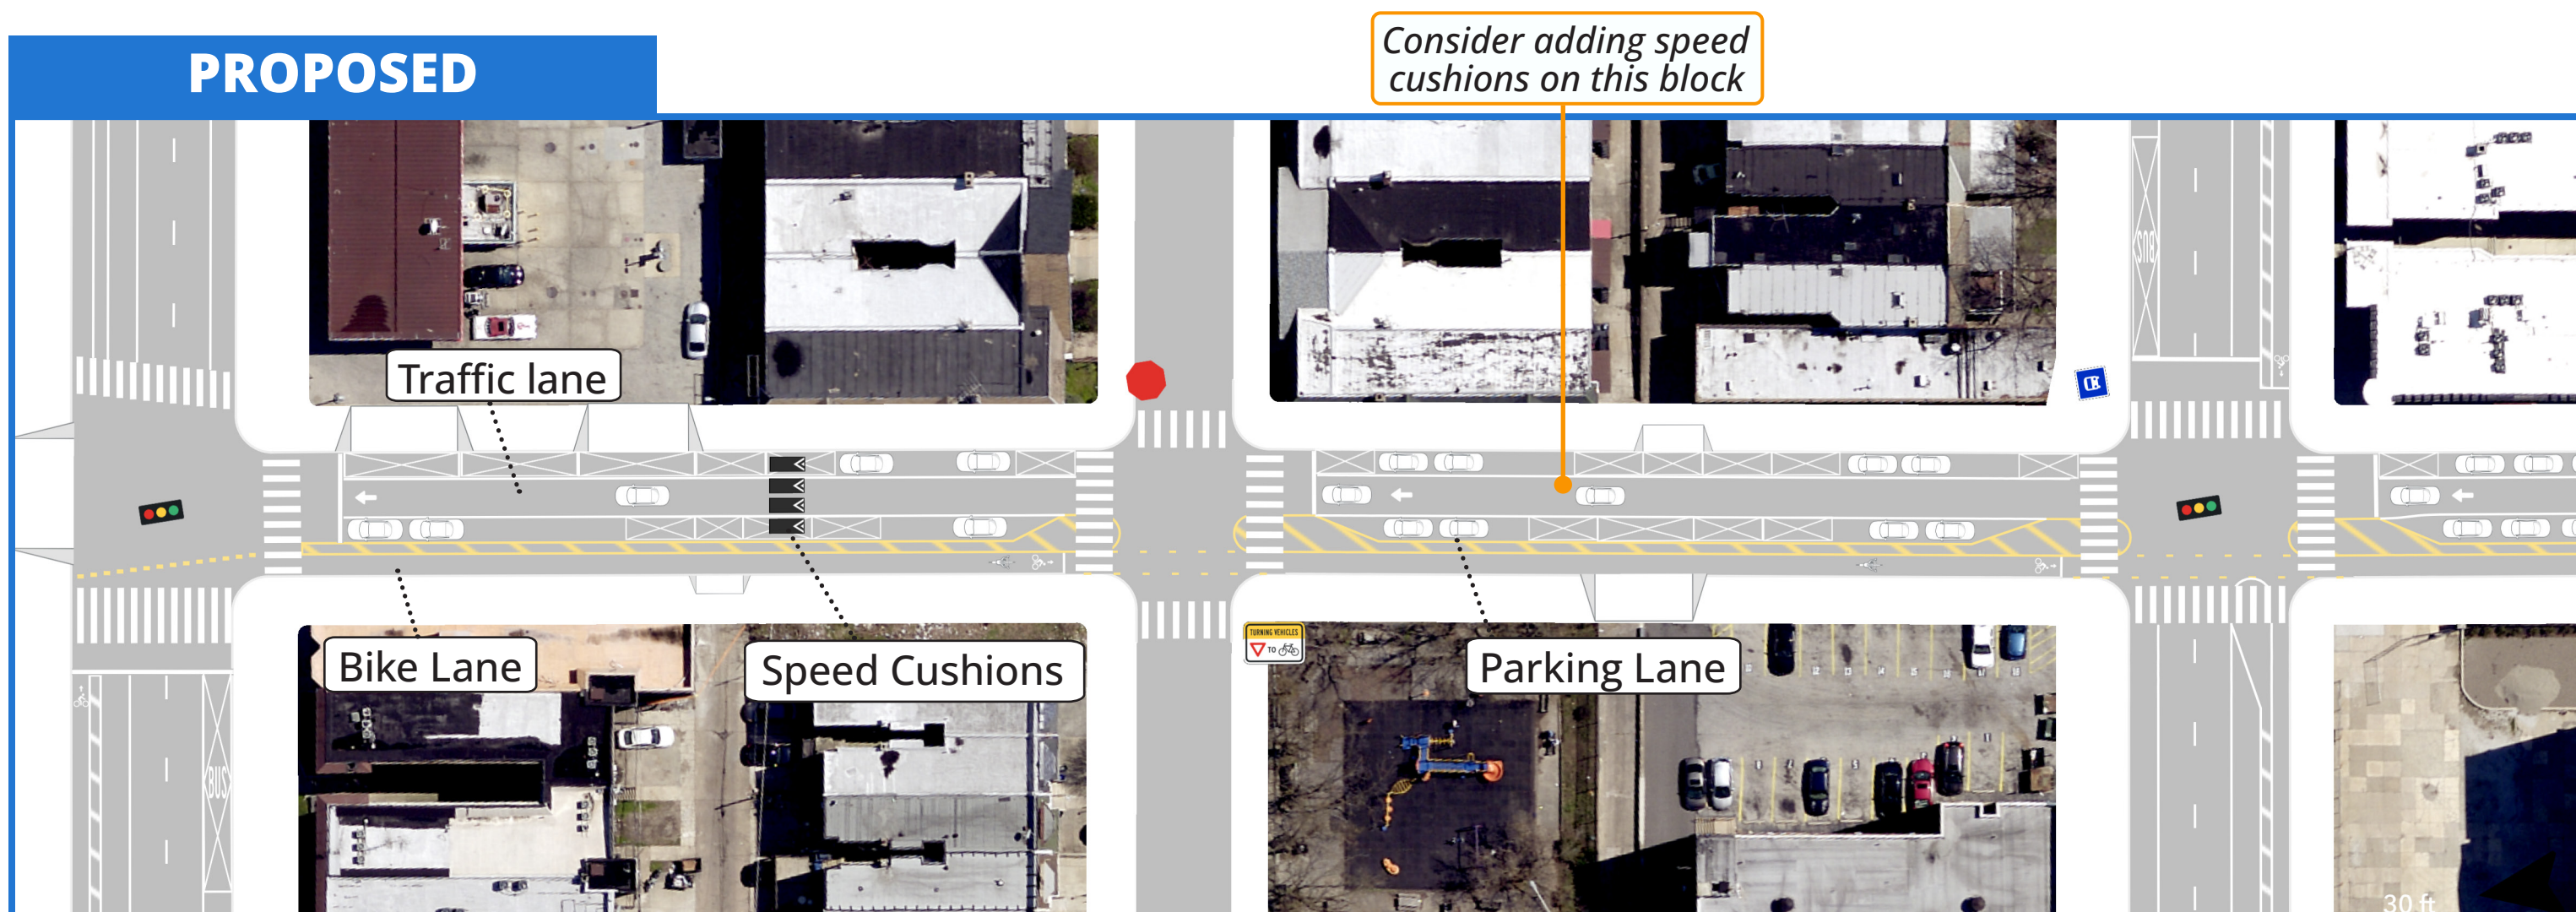 PROPOSED
Consider adding speed
cushions on this block
Traffic lane
BUS
Bike Lane
Speed Cushions
TURNING VEHICLES
TO
Parking Lane
BUS
30 ft